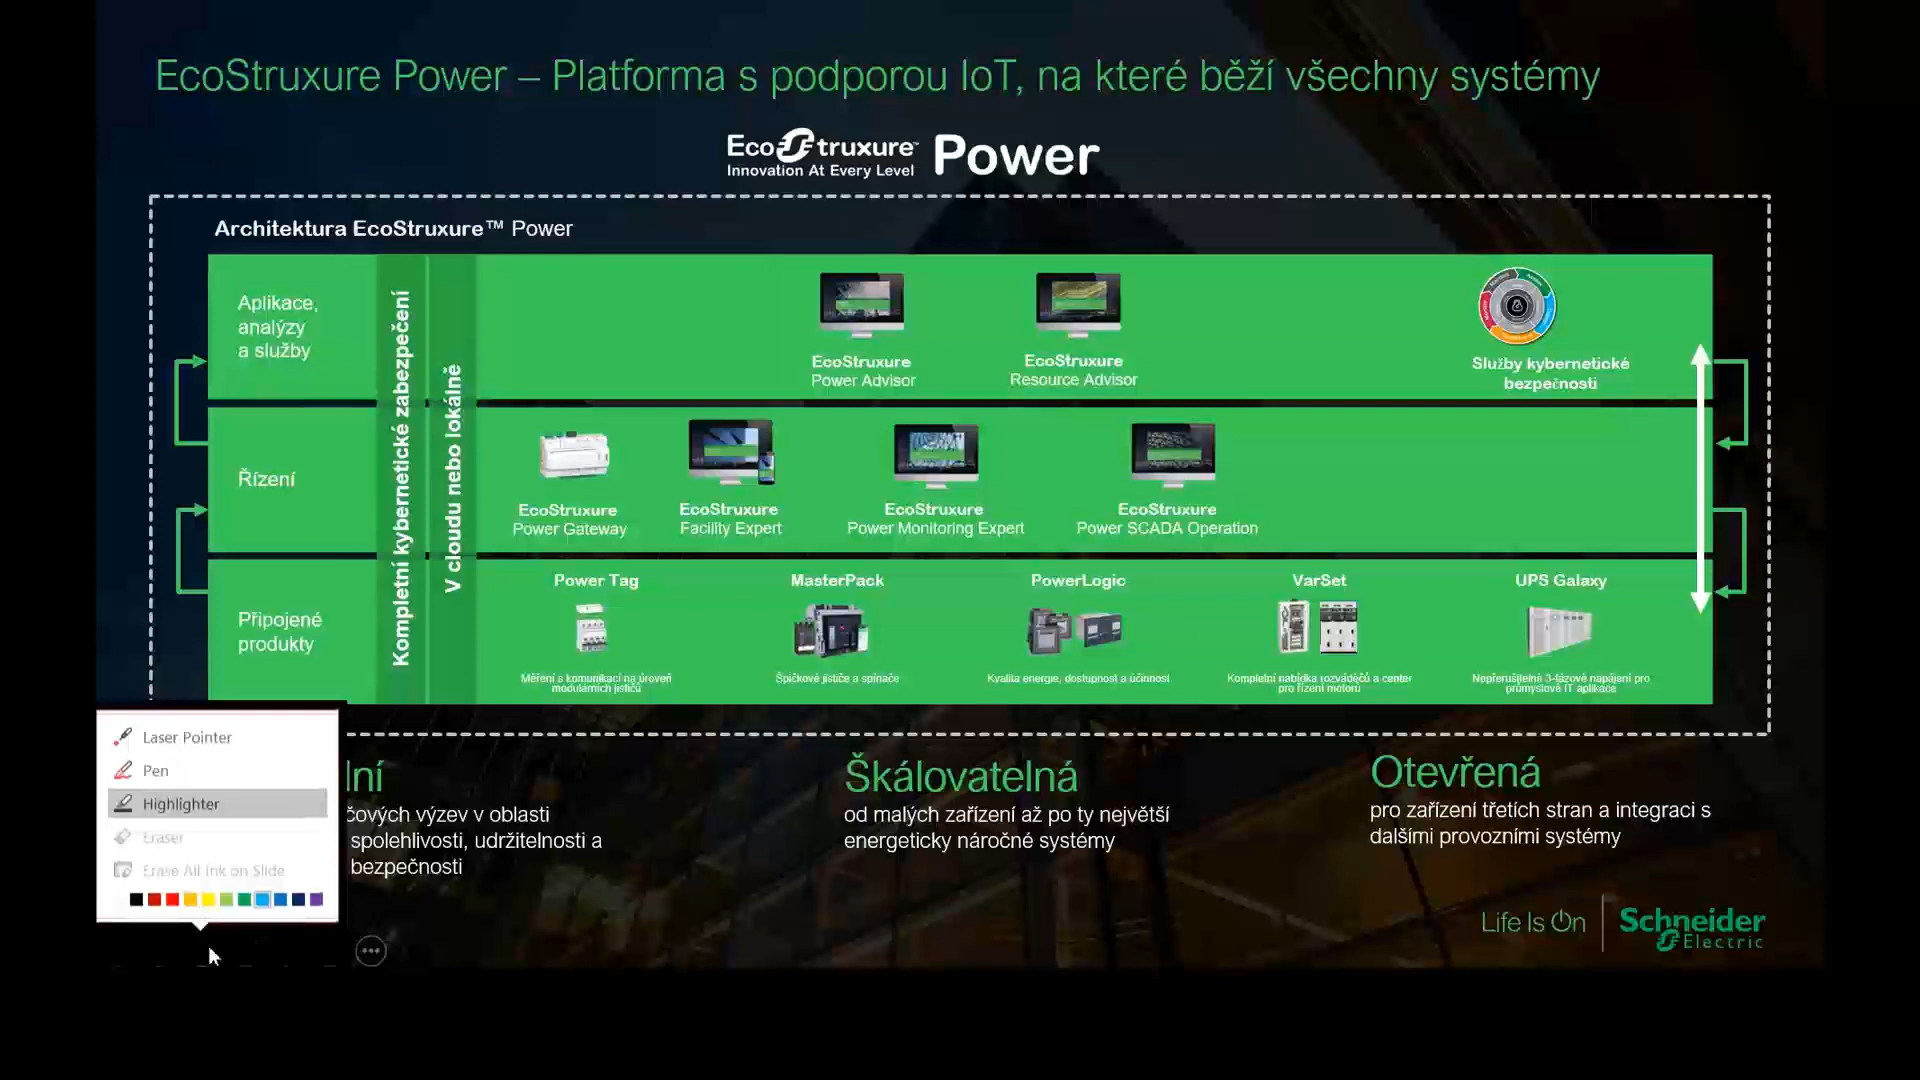 EcoStruxure Power – Platforma s podporou IoT, na které běží všechny systémy
EcoStruxure™ Power
Innovation At Every Level
Architektura EcoStruxure™ Power
Aplikace,
analýzy
a služby
Kompletní kybernetické zabezpečení
V cloudu nebo lokálně
EcoStruxure
Power Advisor
EcoStruxure
Resource Advisor
Služby kybernetické
bezpečnosti
Řízení
EcoStruxure
Power Gateway
EcoStruxure
Facility Expert
EcoStruxure
Power Monitoring Expert
EcoStruxure
Power SCADA Operation
Připojené
produkty
Power Tag
Měření s komunikací na úroveň
modulárních jističů
MasterPack
Špičkové jističe a spínače
PowerLogic
Kvalita energie, dostupnost a účinnost
VarSet
Kompletní nabídka rozváděčů a center
pro řízení motorů
UPS Galaxy
Nepřerušitelné 3-fázové napájení pro
průmyslové IT aplikace
Laser Pointer
Pen
Highlighter
Eraser
Erase All Ink on Slide
lní
čových výzev v oblasti
spolehlivosti, udržitelnosti a
bezpečnosti
Škálovatelná
od malých zařízení až po ty největší
energeticky náročné systémy
Otevřená
pro zařízení třetích stran a integraci s
dalšími provozními systémy
Life Is On
Schneider
Electric